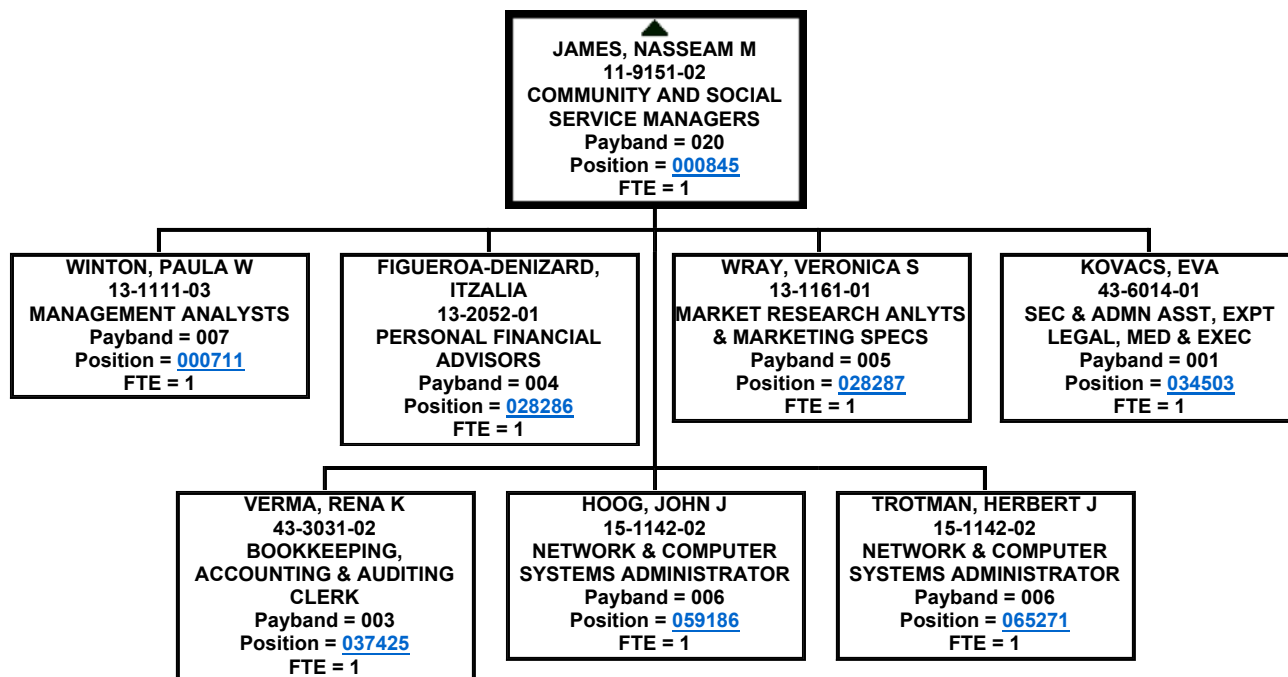 JAMES, NASSEAM M
11-9151-02
COMMUNITY AND SOCIAL
SERVICE MANAGERS
Payband = 020
Position = 000845
FTE = 1
WINTON, PAULA W
13-1111-03
MANAGEMENT ANALYSTS
Payband = 007
Position = 000711
FTE = 1
FIGUEROA-DENIZARD,
ITZALIA
13-2052-01
PERSONAL FINANCIAL
ADVISORS
Payband = 004
Position = 028286
FTE = 1
WRAY, VERONICA S
13-1161-01
MARKET RESEARCH ANLYTS
& MARKETING SPECS
Payband = 005
Position = 028287
FTE = 1
KOVACS, EVA
43-6014-01
SEC & ADMN ASST, EXPT
LEGAL, MED & EXEC
Payband = 001
Position = 034503
FTE = 1
VERMA, RENA K
43-3031-02
BOOKKEEPING,
ACCOUNTING & AUDITING
CLERK
Payband = 003
Position = 037425
FTE = 1
HOOG, JOHN J
15-1142-02
NETWORK & COMPUTER
SYSTEMS ADMINISTRATOR
Payband = 006
Position = 059186
FTE = 1
TROTMAN, HERBERT J
15-1142-02
NETWORK & COMPUTER
SYSTEMS ADMINISTRATOR
Payband = 006
Position = 065271
FTE = 1